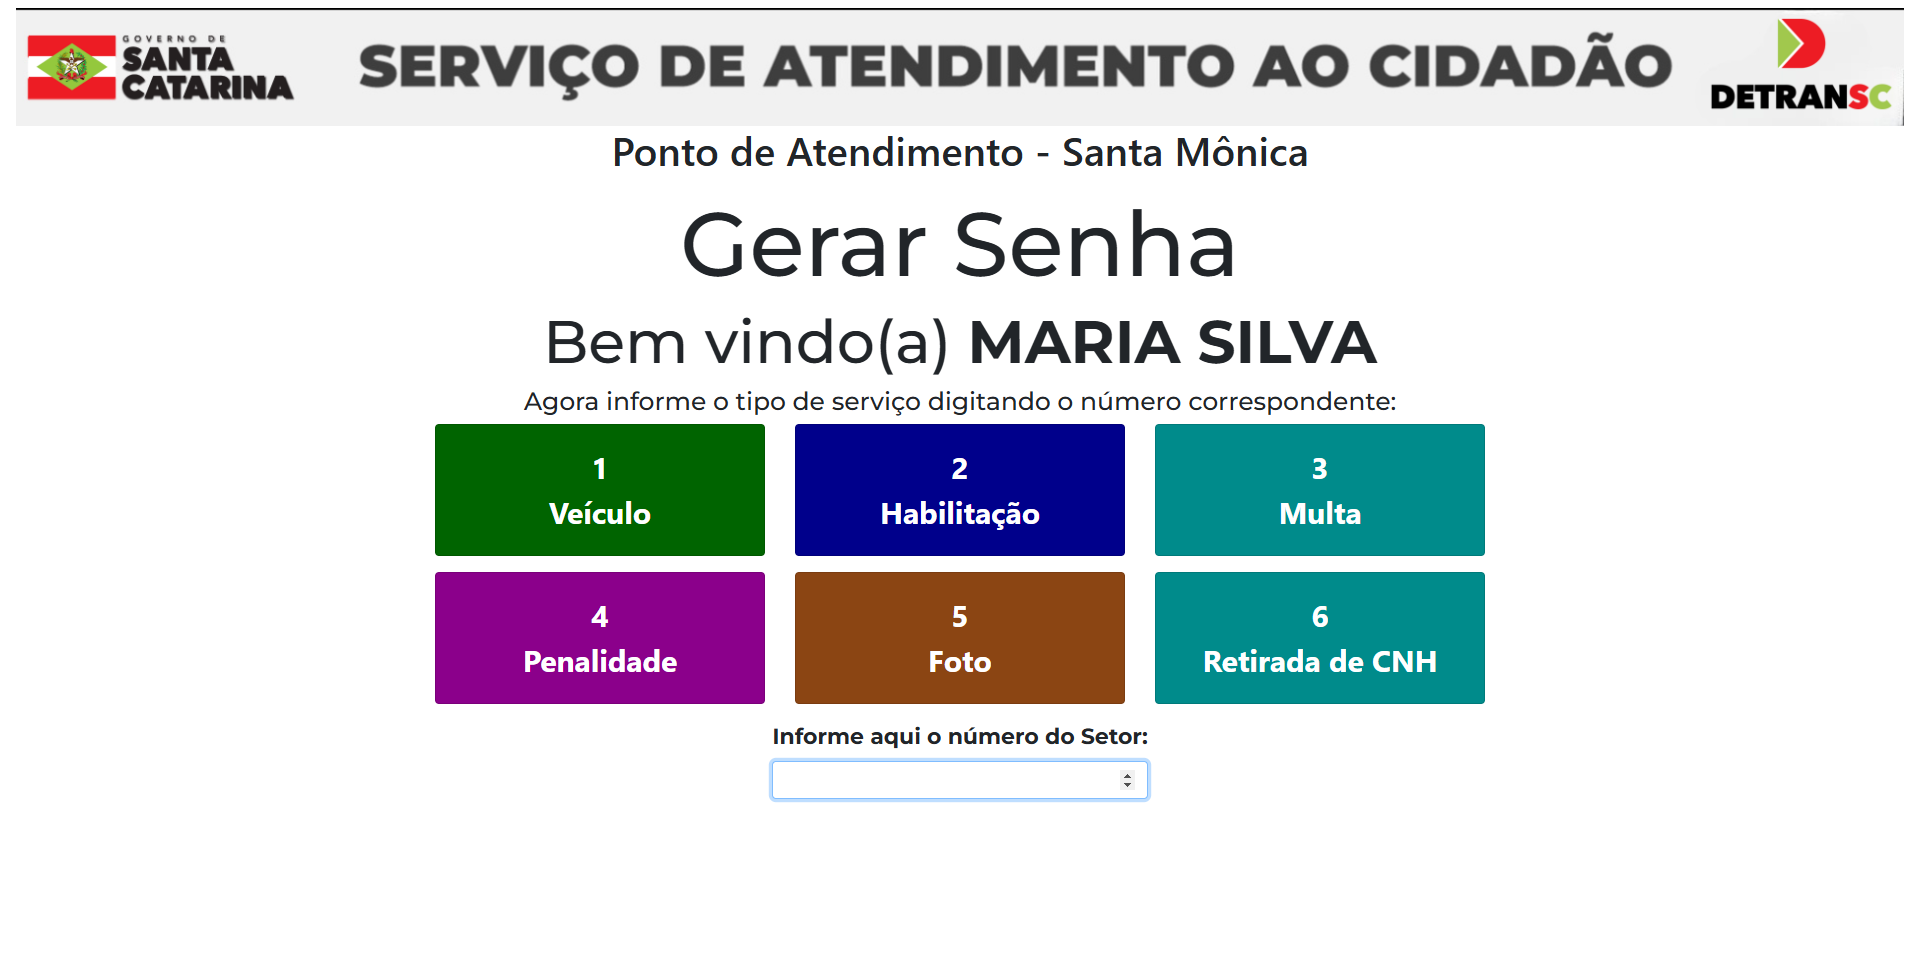 GOVERNO DE
SANTA
CATARINA
SERVIÇO DE ATENDIMENTO AO CIDADÃO
DETRANSC
Ponto de Atendimento - Santa Mônica
Gerar Senha
Bem vindo(a) MARIA SILVA
Agora informe o tipo de serviço digitando o número correspondente:
1
Veículo
2
Habilitação
3
Multa
4
Penalidade
5
Foto
6
Retirada de CNH
Informe aqui o número do Setor: